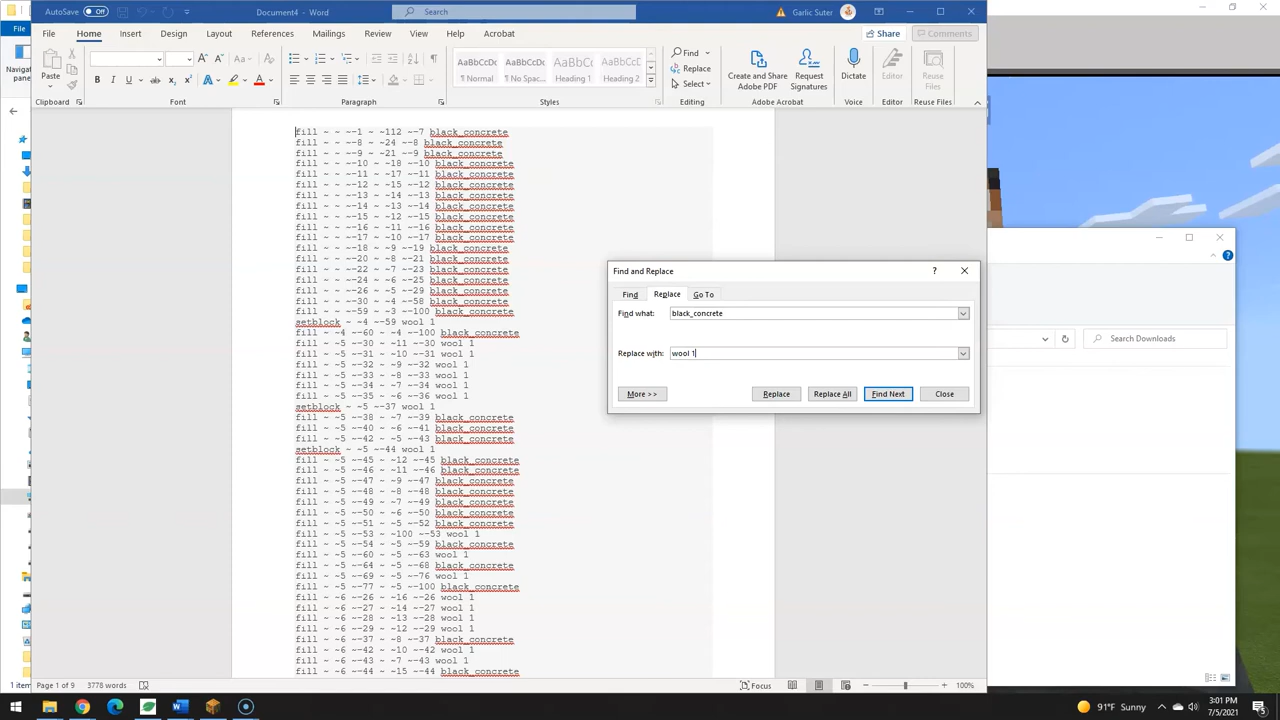 AutoSave Off
Document4 - Word
Search
Garlic Suter
File Home Insert Design Layout References Mailings Review View Help Acrobat
Share
Comments
File
Navigat
pan
Paste
Clipboard
Font
Paragraph
AaBbCcDc AaBbCcDc AaBbCc AaBbCcC
¶ Normal ¶ No Spac... Heading 1 Heading 2
Styles
Find
Replace
Select
Editing
Create and Share
Adobe PDF
Request
Signatures
Adobe Acrobat
Dictate
Voice
Editor
Editor
Reuse
Files
Reuse Files
fill ~ ~ ~-1 ~ ~112 ~-7 black_concrete
fill ~ ~ ~-8 ~ ~24 ~-8 black_concrete
fill ~ ~ ~-9 ~ ~21 ~-9 black_concrete
fill ~ ~ ~-10 ~ ~18 ~-10 black_concrete
fill ~ ~ ~-11 ~ ~17 ~-11 black_concrete
fill ~ ~ ~-12 ~ ~15 ~-12 black_concrete
fill ~ ~ ~-13 ~ ~14 ~-13 black_concrete
fill ~ ~ ~-14 ~ ~13 ~-14 black_concrete
fill ~ ~ ~-15 ~ ~12 ~-15 black_concrete
fill ~ ~ ~-16 ~ ~11 ~-16 black_concrete
fill ~ ~ ~-17 ~ ~10 ~-17 black_concrete
fill ~ ~ ~-18 ~ ~9 ~-19 black_concrete
fill ~ ~ ~-20 ~ ~8 ~-21 black_concrete
fill ~ ~ ~-22 ~ ~7 ~-23 black_concrete
fill ~ ~ ~-24 ~ ~6 ~-25 black_concrete
fill ~ ~ ~-26 ~ ~5 ~-29 black_concrete
fill ~ ~ ~-30 ~ ~4 ~-58 black_concrete
fill ~ ~ ~-59 ~ ~3 ~-100 black_concrete
setblock ~ ~4 ~-59 wool 1
fill ~ ~4 ~-60 ~ ~4 ~-100 black_concrete
fill ~ ~5 ~-30 ~ ~11 ~-30 wool 1
fill ~ ~5 ~-31 ~ ~10 ~-31 wool 1
fill ~ ~5 ~-32 ~ ~9 ~-32 wool 1
fill ~ ~5 ~-33 ~ ~8 ~-33 wool 1
fill ~ ~5 ~-34 ~ ~7 ~-34 wool 1
fill ~ ~5 ~-35 ~ ~6 ~-36 wool 1
setblock ~ ~5 ~-37 wool 1
fill ~ ~5 ~-38 ~ ~7 ~-39 black_concrete
fill ~ ~5 ~-40 ~ ~6 ~-41 black_concrete
fill ~ ~5 ~-42 ~ ~5 ~-43 black_concrete
setblock ~ ~5 ~-44 wool 1
fill ~ ~5 ~-45 ~ ~12 ~-45 black_concrete
fill ~ ~5 ~-46 ~ ~11 ~-46 black_concrete
fill ~ ~5 ~-47 ~ ~9 ~-47 black_concrete
fill ~ ~5 ~-48 ~ ~8 ~-48 black_concrete
fill ~ ~5 ~-49 ~ ~7 ~-49 black_concrete
fill ~ ~5 ~-50 ~ ~6 ~-50 black_concrete
fill ~ ~5 ~-51 ~ ~5 ~-52 black_concrete
fill ~ ~5 ~-53 ~ ~100 ~-53 wool 1
fill ~ ~5 ~-54 ~ ~5 ~-59 black_concrete
fill ~ ~5 ~-60 ~ ~5 ~-63 wool 1
fill ~ ~5 ~-64 ~ ~5 ~-68 black_concrete
fill ~ ~5 ~-69 ~ ~5 ~-76 wool 1
fill ~ ~5 ~-77 ~ ~5 ~-100 black_concrete
fill ~ ~6 ~-26 ~ ~16 ~-26 wool 1
fill ~ ~6 ~-27 ~ ~14 ~-27 wool 1
fill ~ ~6 ~-28 ~ ~13 ~-28 wool 1
fill ~ ~6 ~-29 ~ ~12 ~-29 wool 1
fill ~ ~6 ~-37 ~ ~8 ~-37 black_concrete
fill ~ ~6 ~-42 ~ ~10 ~-42 wool 1
fill ~ ~6 ~-43 ~ ~7 ~-43 wool 1
fill ~ ~6 ~-44 ~ ~15 ~-44 black_concrete
Find and Replace
Find Replace Go To
Find what: black_concrete
Replace with: wool 1
More >> Replace Replace All Find Next Close
Search Downloads
1 item
Page 1 of 9 3778 words
Focus
100%
91°F Sunny
3:01 PM
7/5/2021